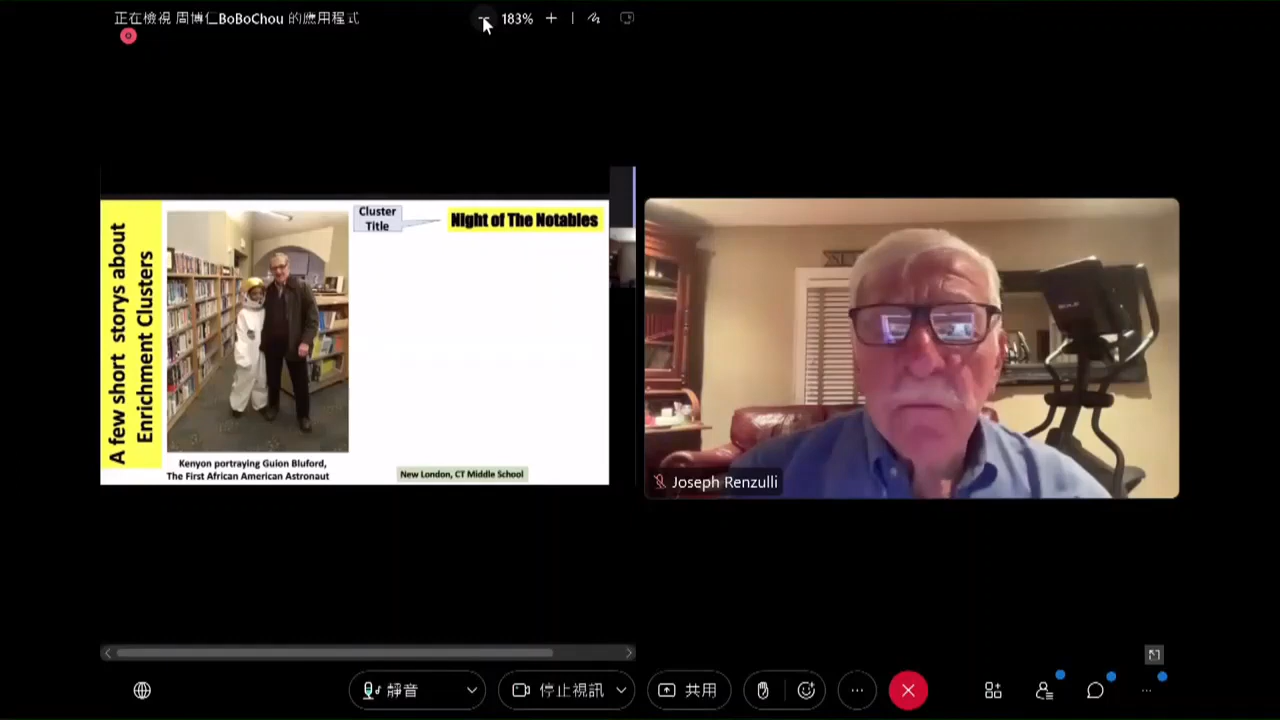 正在檢視 周博仁BoBoChou 的應用程式
183%
A few short storys about
Enrichment Clusters
Cluster
Title
Night of The Notables
Kenyon portraying Guion Bluford,
The First African American Astronaut
New London, CT Middle School
Joseph Renzulli
靜音
停止視訊
共用